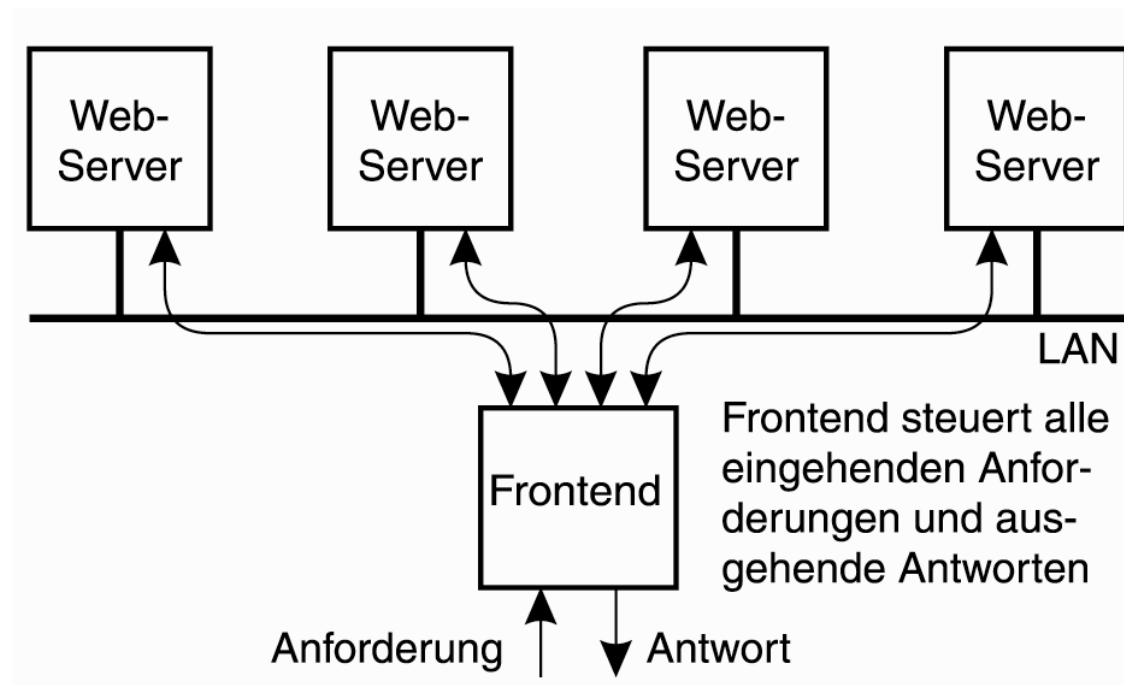 Web-
Server
Web-
Server
Web-
Server
Web-
Server
LAN
Frontend
Frontend steuert alle
eingehenden Anfor-
derungen und aus-
gehende Antworten
Anforderung
Antwort